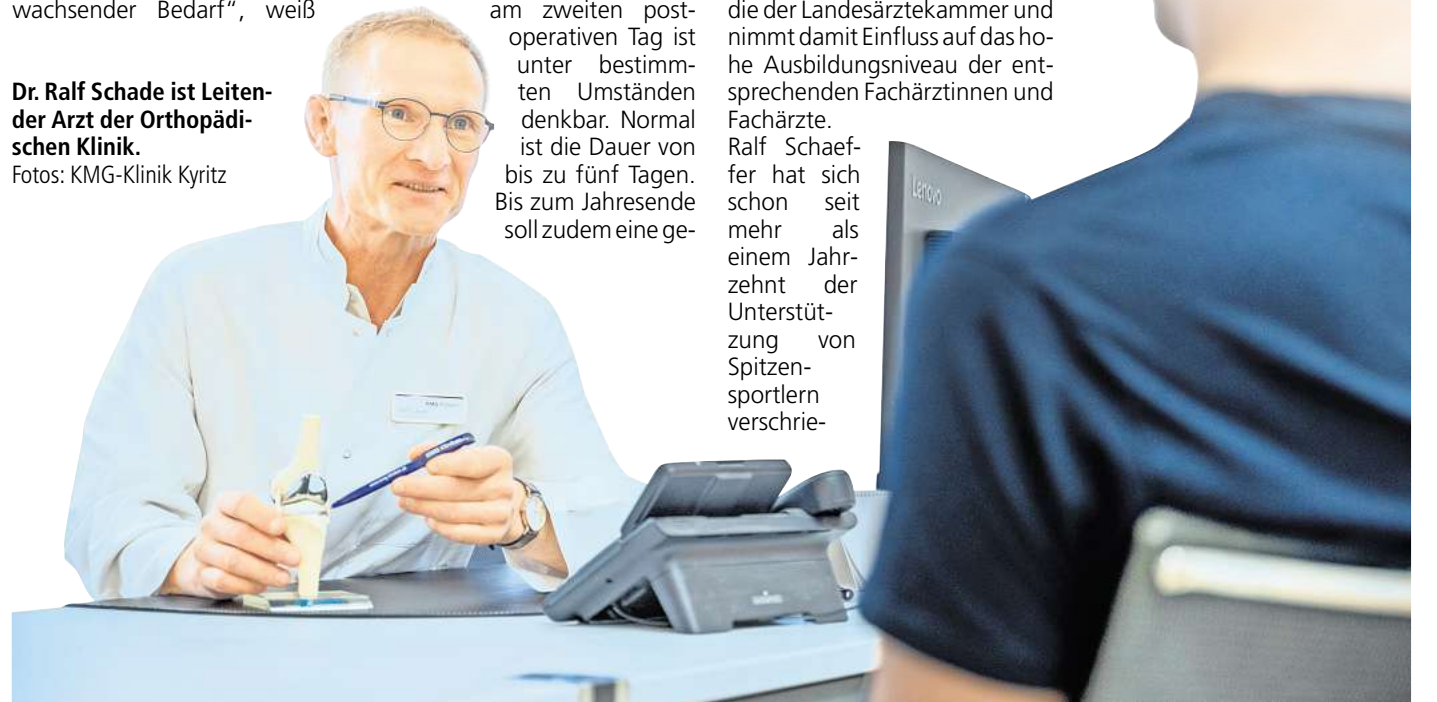 wachsender Bedarf“, weiß
Dr. Ralf Schade ist Leiten-
der Arzt der Orthopädi-
schen Klinik.
Fotos: KMG-Klinik Kyritz
am zweiten post-
operativen Tag ist
unter bestimm-
ten Umständen
denkbar. Normal
ist die Dauer von
bis zu fünf Tagen.
Bis zum Jahresende
soll zudem eine ge-
die der Landesärztekammer und
nimmt damit Einfluss auf das ho-
he Ausbildungsniveau der ent-
sprechenden Fachärztinnen und
Fachärzte.
Ralf Schaef-
fer hat sich
schon seit
mehr als
einem Jahr-
zehnt der
Unterstüt-
zung von
Spitzen-
sportlern
verschrie-
Lenovo